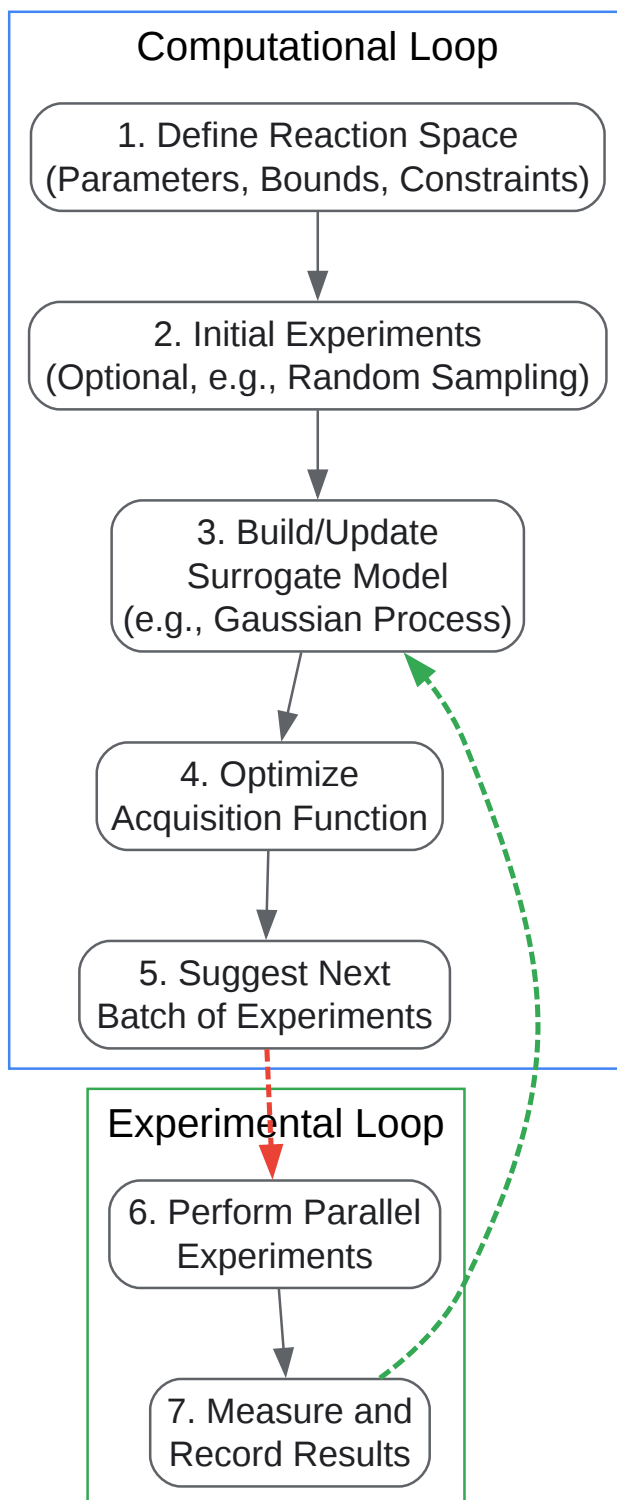 Computational Loop
1. Define Reaction Space
(Parameters, Bounds, Constraints)
2. Initial Experiments
(Optional, e.g., Random Sampling)
3. Build/Update
Surrogate Model
(e.g., Gaussian Process)
4. Optimize
Acquisition Function
5. Suggest Next
Batch of Experiments
Experimental Loop
6. Perform Parallel
Experiments
7. Measure and
Record Results